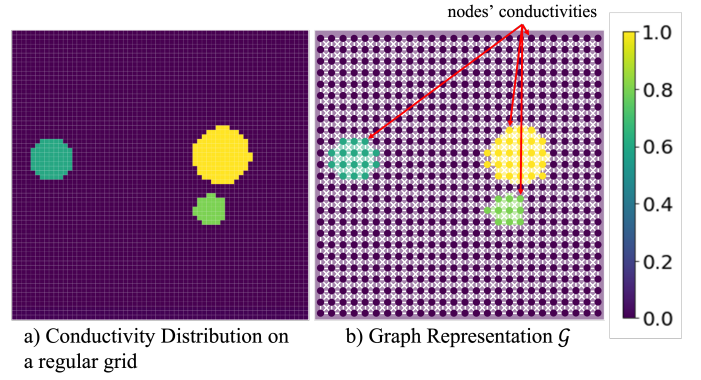 nodes’ conductivities
1.0
0.8
0.6
0.4
0.2
0.0
a) Conductivity Distribution on
a regular grid
b) Graph Representation 𝒢